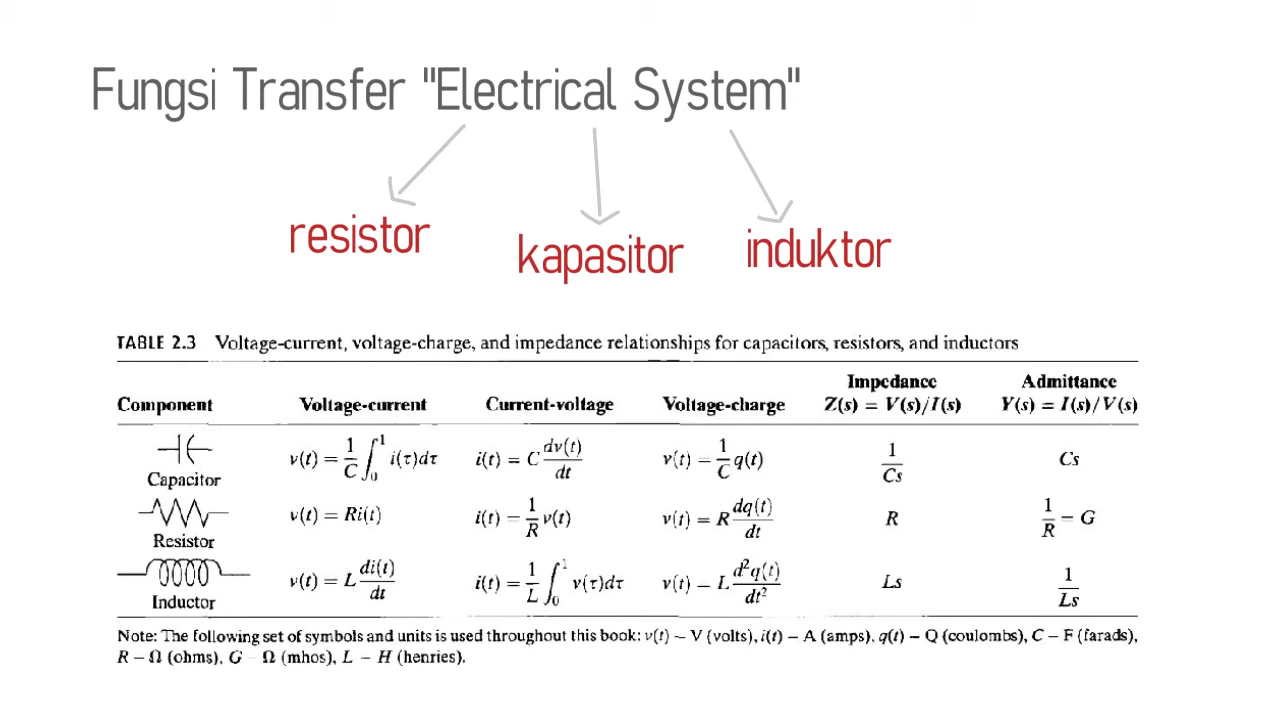 Fungsi Transfer "Electrical System"
resistor
kapasitor
induktor
TABLE 2.3 Voltage-current, voltage-charge, and impedance relationships for capacitors, resistors, and inductors
Component Voltage-current Current-voltage Voltage-charge Impedance Z(s) = V(s)/I(s) Admittance Y(s) = I(s)/V(s)
Capacitor v(t) = 1/C ∫₀¹ i(τ)dτ i(t) = C dv(t)/dt v(t) = 1/C q(t) 1/Cs Cs
Resistor v(t) = Ri(t) i(t) = 1/R v(t) v(t) = R dq(t)/dt R 1/R = G
Inductor v(t) = L di(t)/dt i(t) = 1/L ∫₀¹ v(τ)dτ v(t) = L d²q(t)/dt² Ls 1/Ls
Note: The following set of symbols and units is used throughout this book: v(t) – V (volts), i(t) – A (amps), q(t) – Q (coulombs), C – F (farads),
R – Ω (ohms), G – Ω (mhos), L – H (henries).